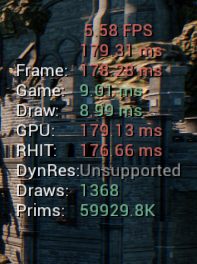 5.58 FPS
179.31 ms
Frame: 178.28 ms
Game: 9.01 ms
Draw: 8.99 ms
GPU: 179.13 ms
RHIT: 176.66 ms
DynRes: Unsupported
Draws: 1368
Prims: 59929.8K